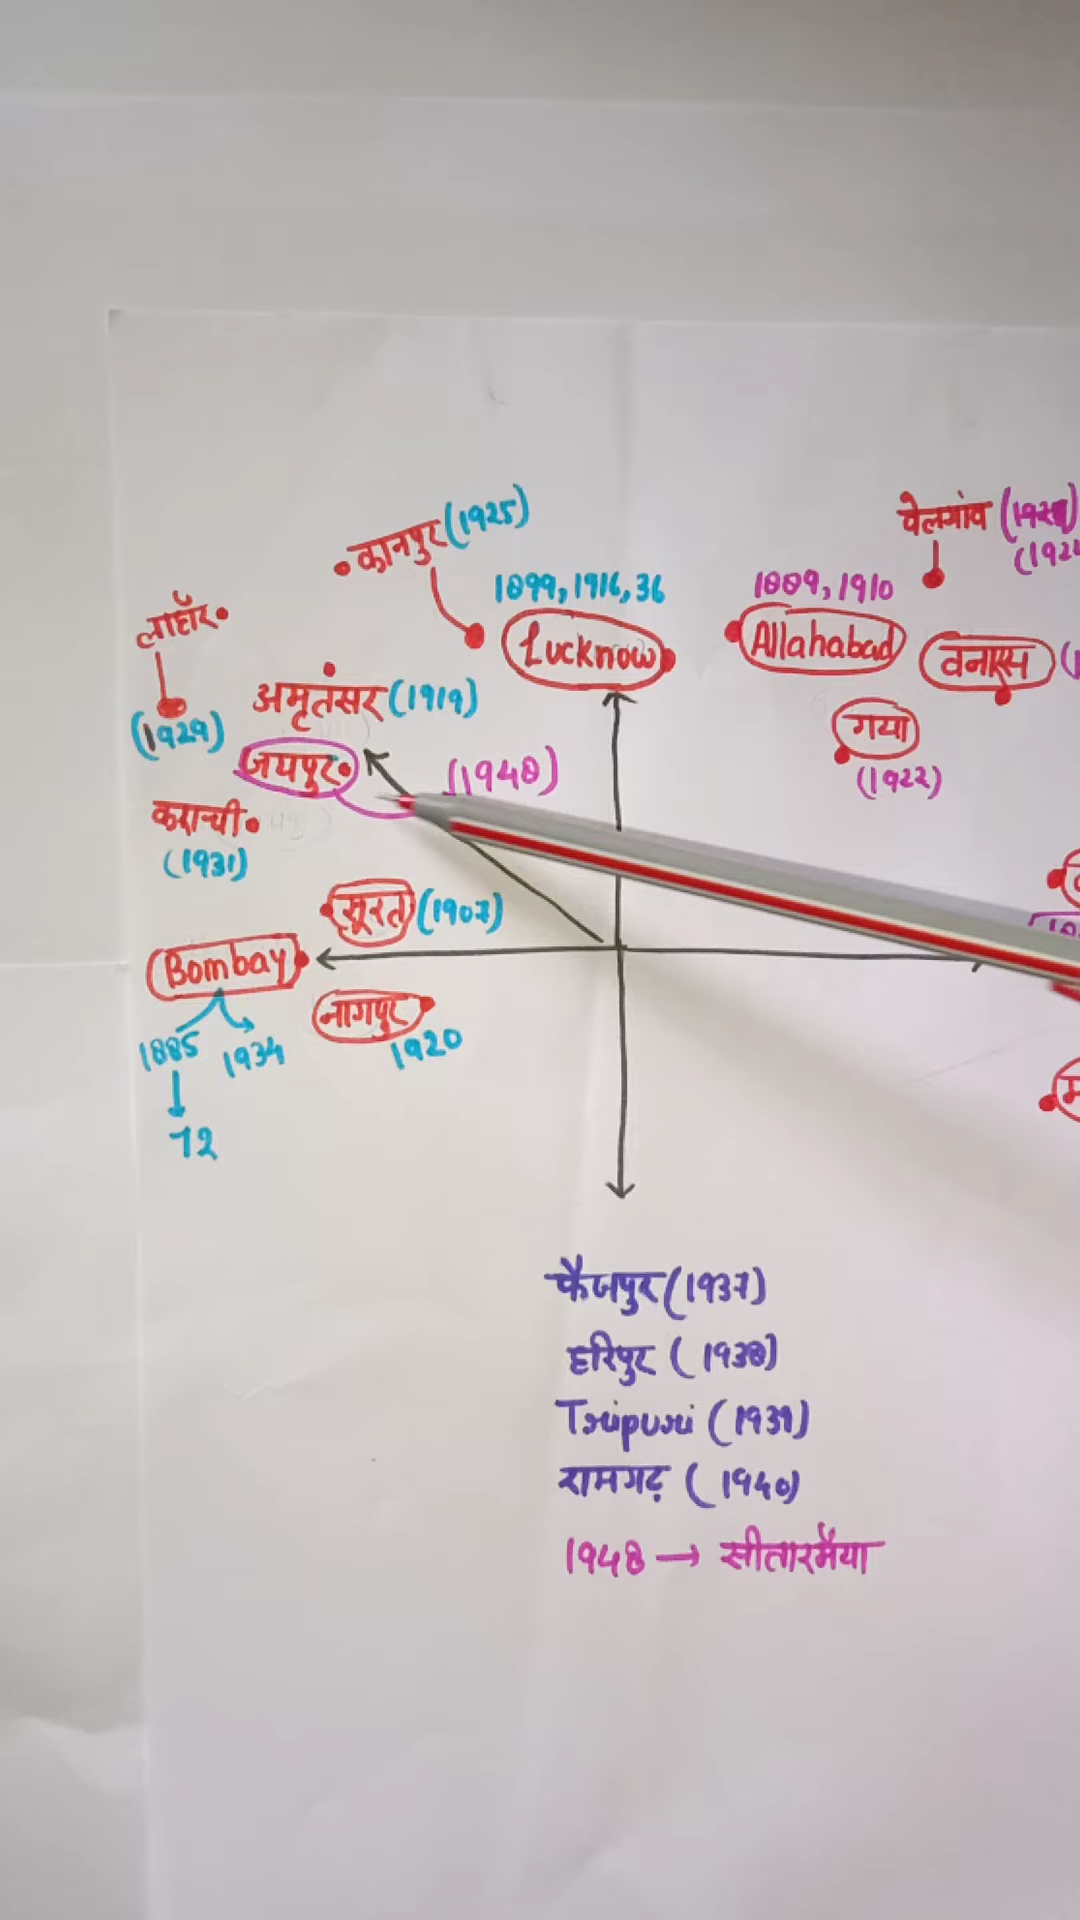 वेलगांव
कानपुर (1925)
1899, 1916, 36
1889, 1910
लाहॉर
Lucknow
Allahabad
वनारस
अमृतंसर (1919)
गया
(1929)
जयपुर
(1948)
(1922)
कराची
(1931)
सूरत (1907)
Bombay
नागपुर
1885
1934
1920
72
फैजपुर (1937)
हरिपुर (1938)
Tripuri (1939)
रामगढ़ (1940)
1948 → सीतारमैया